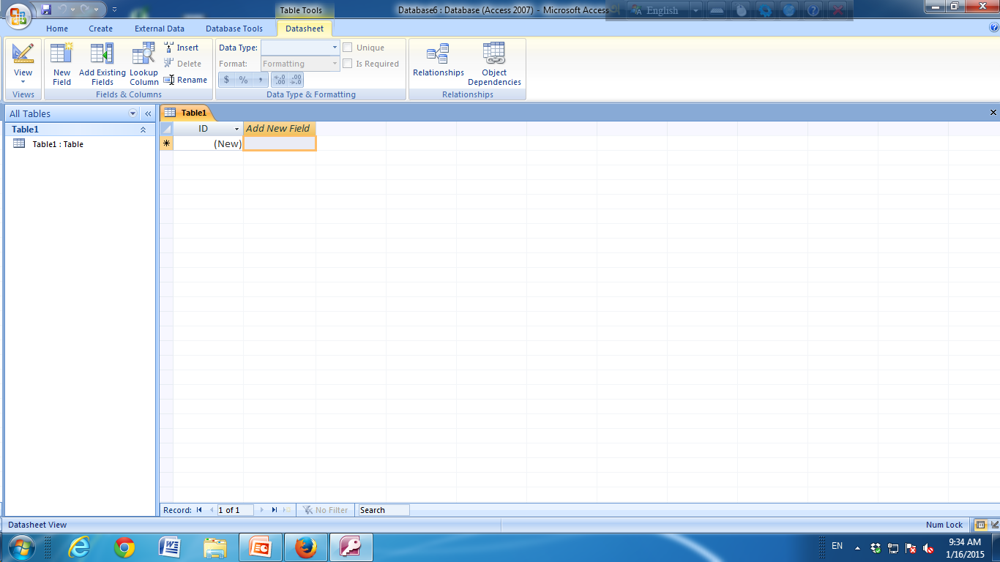 Table Tools
Database6 : Database (Access 2007) - Microsoft Access
English
Home
Create
External Data
Database Tools
Datasheet
View
New
Field
Add Existing
Fields
Lookup
Column
Insert
Delete
Rename
Data Type:
Unique
Format:
Formatting
Is Required
$ % ,
Relationships
Object
Dependencies
Views
Fields & Columns
Data Type & Formatting
Relationships
All Tables
Table1
Table1 : Table
Table1
ID
Add New Field
(New)
Record:
1 of 1
No Filter
Search
Datasheet View
Num Lock
EN
9:34 AM
1/16/2015